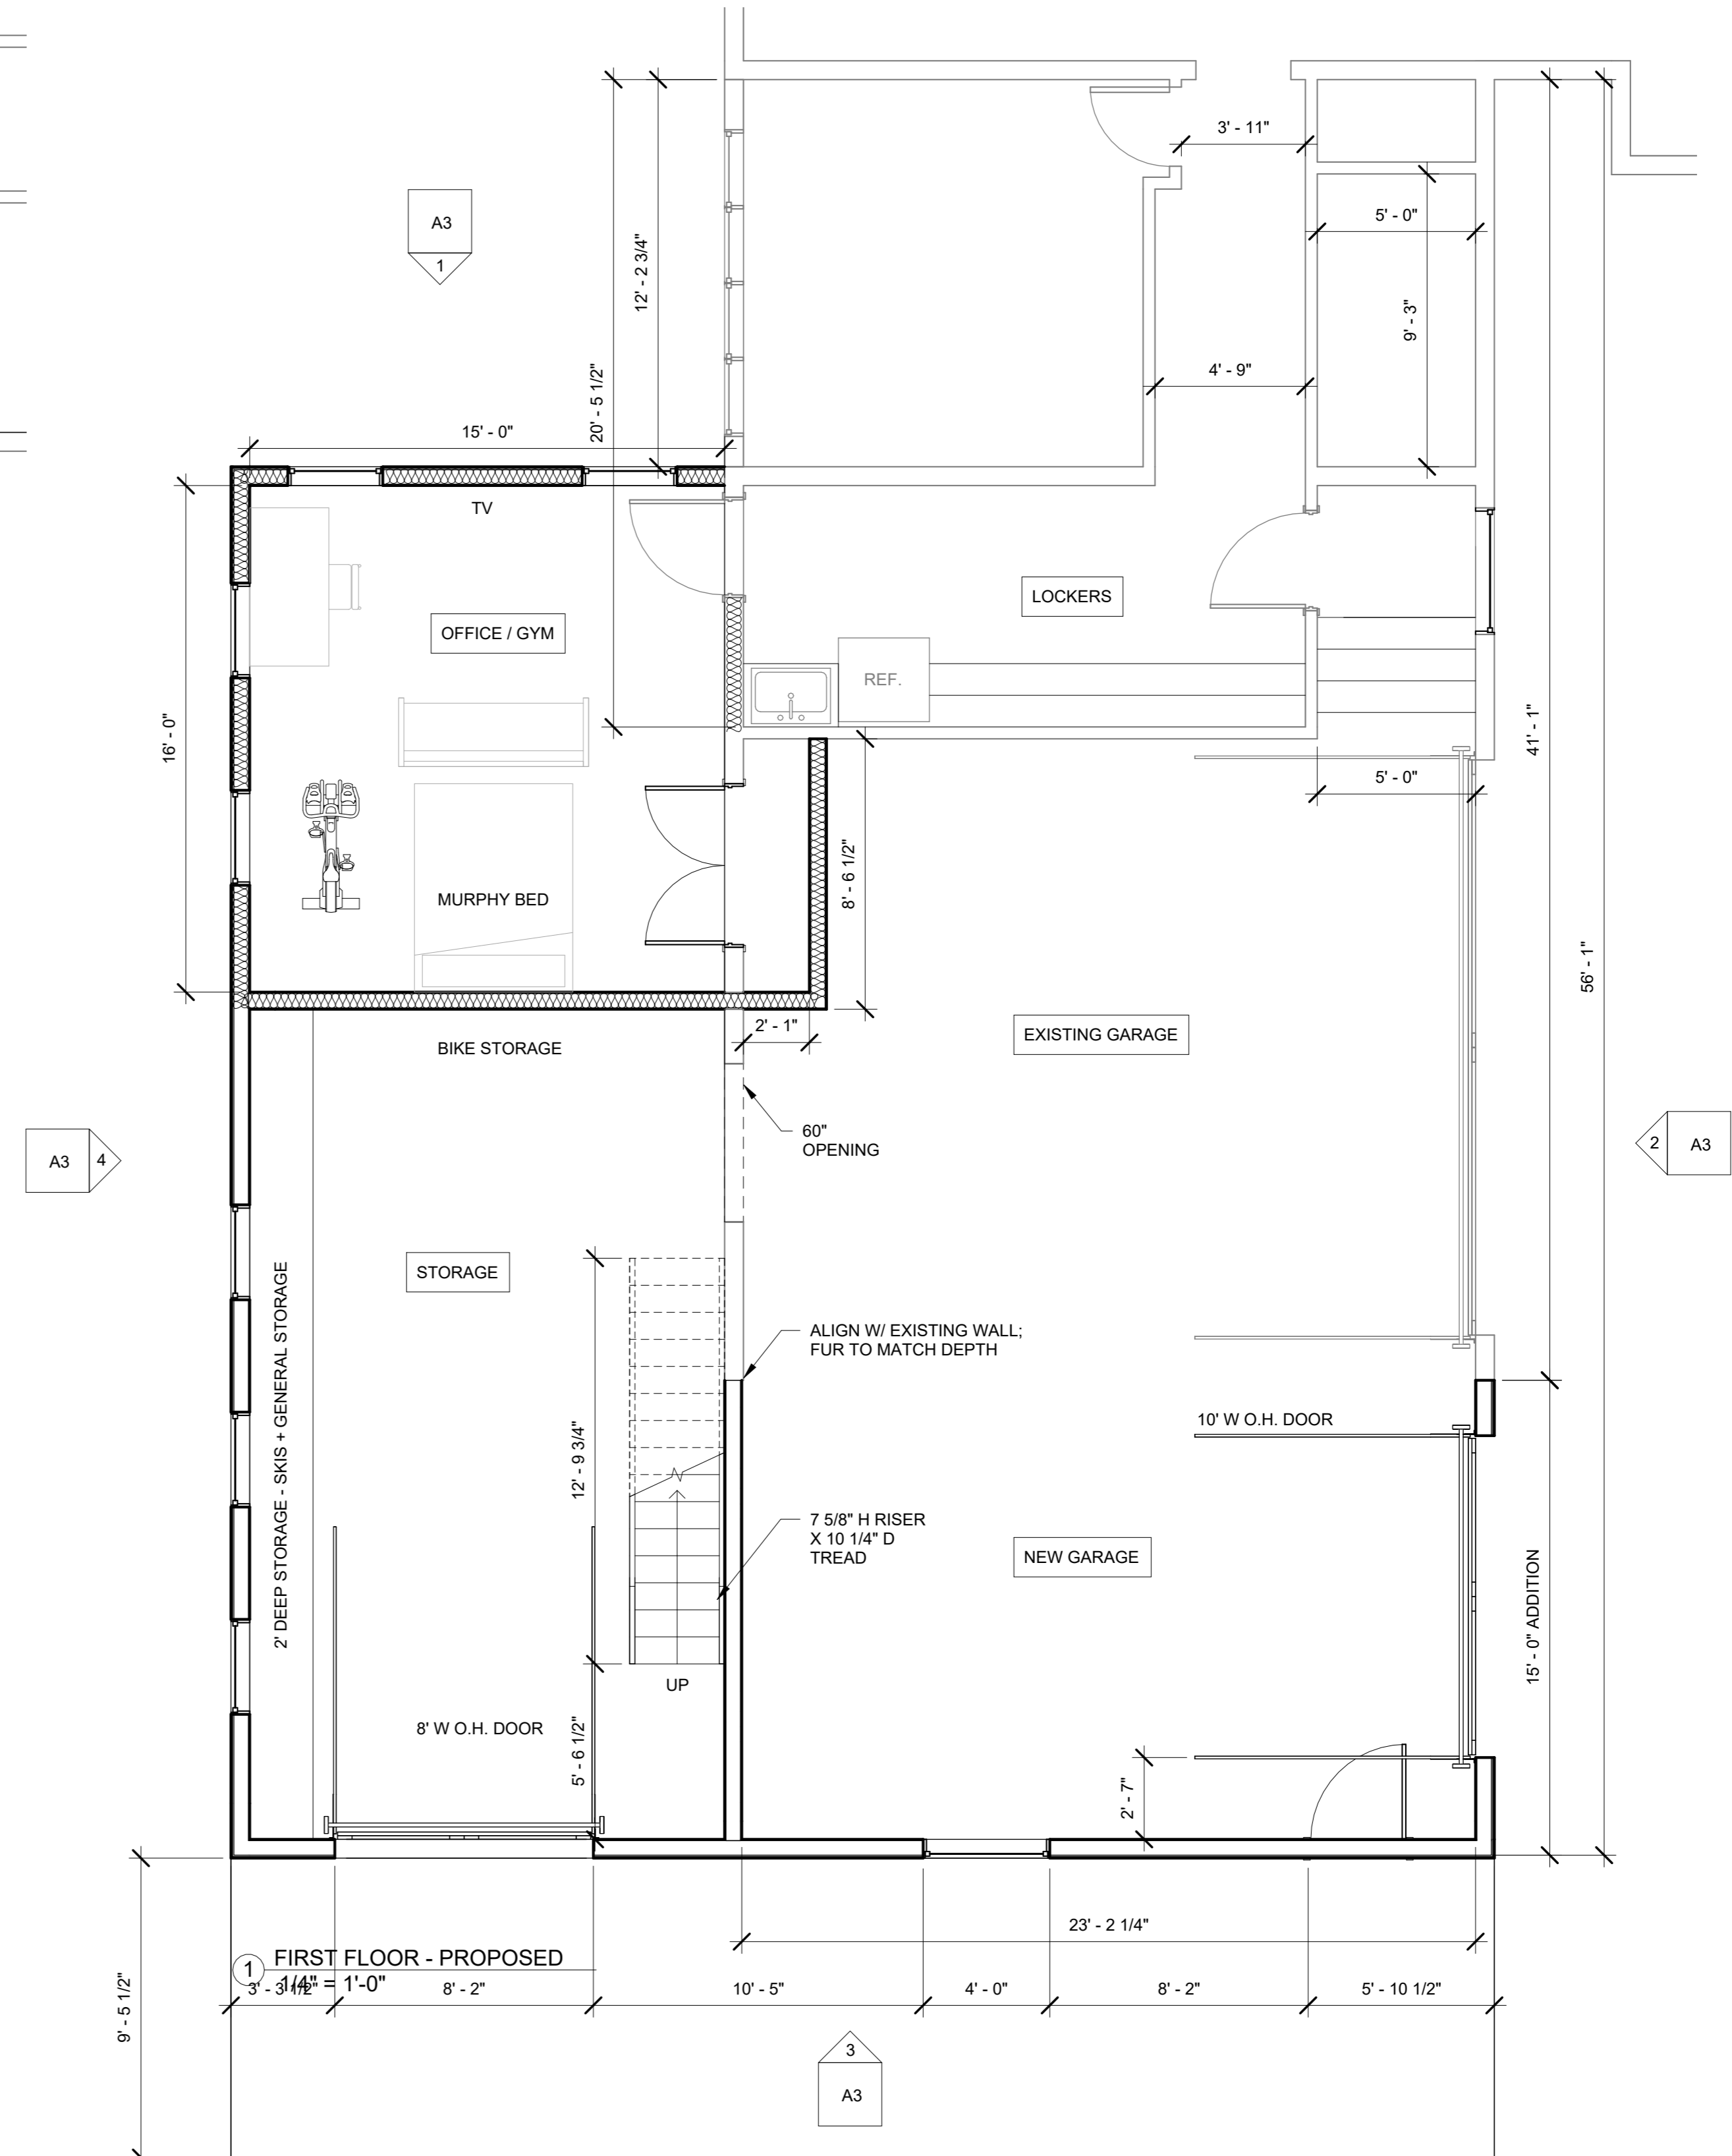 3' - 11"
A3
1
5' - 0"
12' - 2 3/4"
9' - 3"
4' - 9"
20' - 5 1/2"
15' - 0"
TV
LOCKERS
OFFICE / GYM
REF.
16' - 0"
41' - 1"
5' - 0"
8' - 6 1/2"
MURPHY BED
56' - 1"
2' - 1"
EXISTING GARAGE
BIKE STORAGE
60"
OPENING
A3
4
2
A3
STORAGE
2' DEEP STORAGE - SKIS + GENERAL STORAGE
ALIGN W/ EXISTING WALL;
FUR TO MATCH DEPTH
10' W O.H. DOOR
12' - 9 3/4"
7 5/8" H RISER
X 10 1/4" D
TREAD
NEW GARAGE
15' - 0" ADDITION
UP
8' W O.H. DOOR
5' - 6 1/2"
2' - 7"
23' - 2 1/4"
1
FIRST FLOOR - PROPOSED
1/4" = 1'-0"
3' - 3 1/2"
8' - 2"
10' - 5"
4' - 0"
8' - 2"
5' - 10 1/2"
9' - 5 1/2"
3
A3